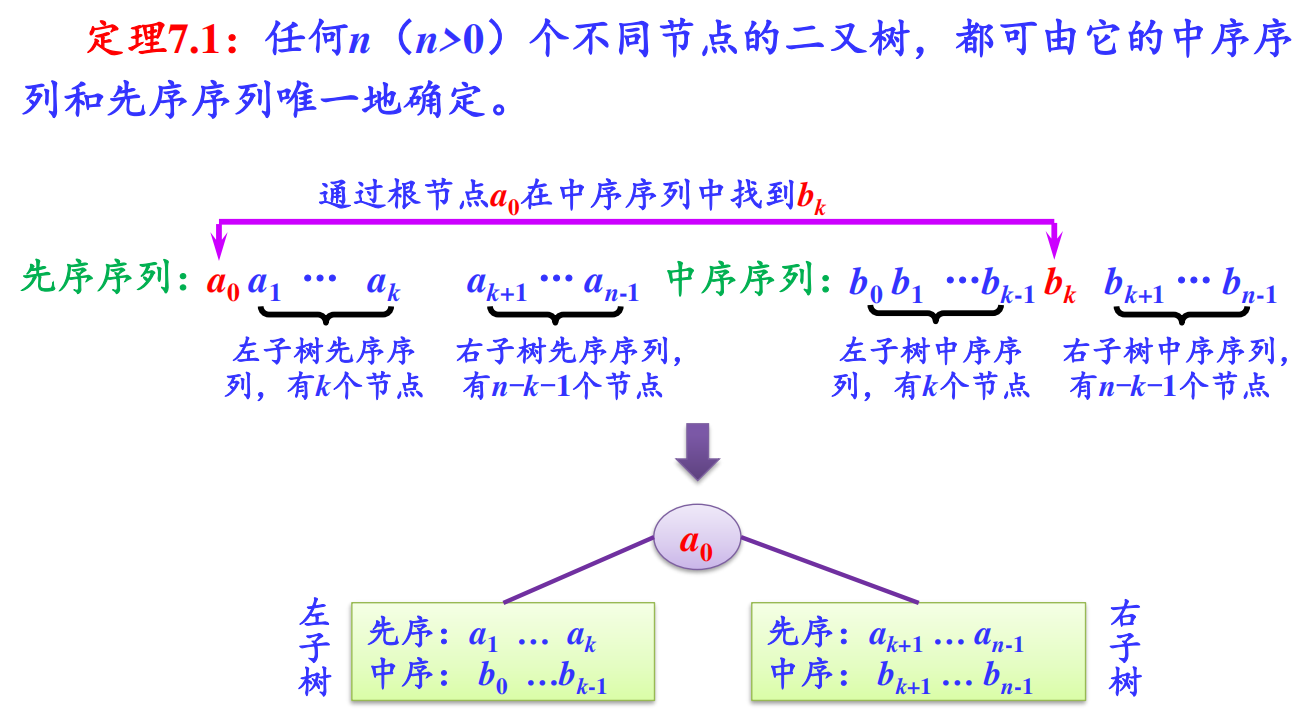 定理7.1：任何n（n>0）个不同节点的二叉树，都可由它的中序序
列和先序序列唯一地确定。
通过根节点a0在中序序列中找到bk
先序序列：a0 a1 … ak ak+1 … an-1 中序序列：b0 b1 …bk-1 bk bk+1 … bn-1
左子树先序序 右子树先序序列， 左子树中序序 右子树中序序列，
列，有k个节点 有n−k−1个节点 列，有k个节点 有n−k−1个节点
a0
左子树
先序：a1 … ak
中序：b0 …bk-1
先序：ak+1 … an-1
中序：bk+1 … bn-1
右子树